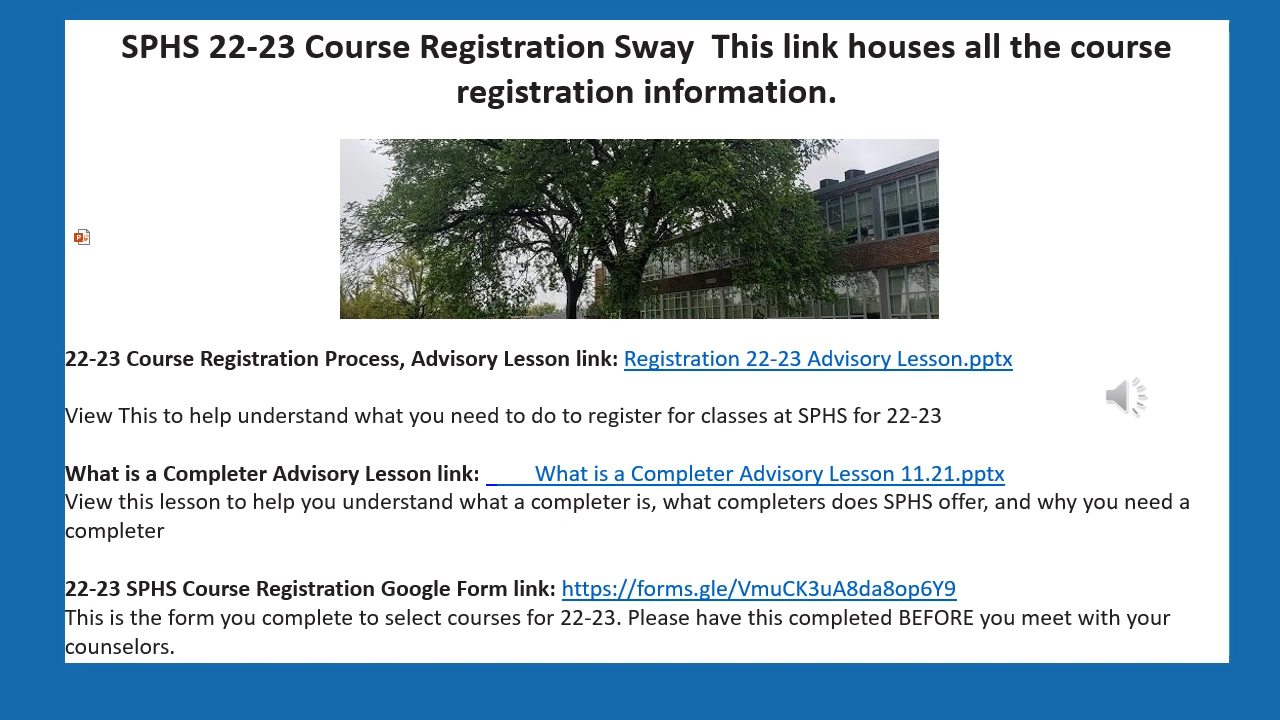 SPHS 22-23 Course Registration Sway  This link houses all the course
registration information.
22-23 Course Registration Process, Advisory Lesson link: Registration 22-23 Advisory Lesson.pptx
View This to help understand what you need to do to register for classes at SPHS for 22-23
What is a Completer Advisory Lesson link: What is a Completer Advisory Lesson 11.21.pptx
View this lesson to help you understand what a completer is, what completers does SPHS offer, and why you need a
completer
22-23 SPHS Course Registration Google Form link: https://forms.gle/VmuCK3uA8da8op6Y9
This is the form you complete to select courses for 22-23. Please have this completed BEFORE you meet with your
counselors.